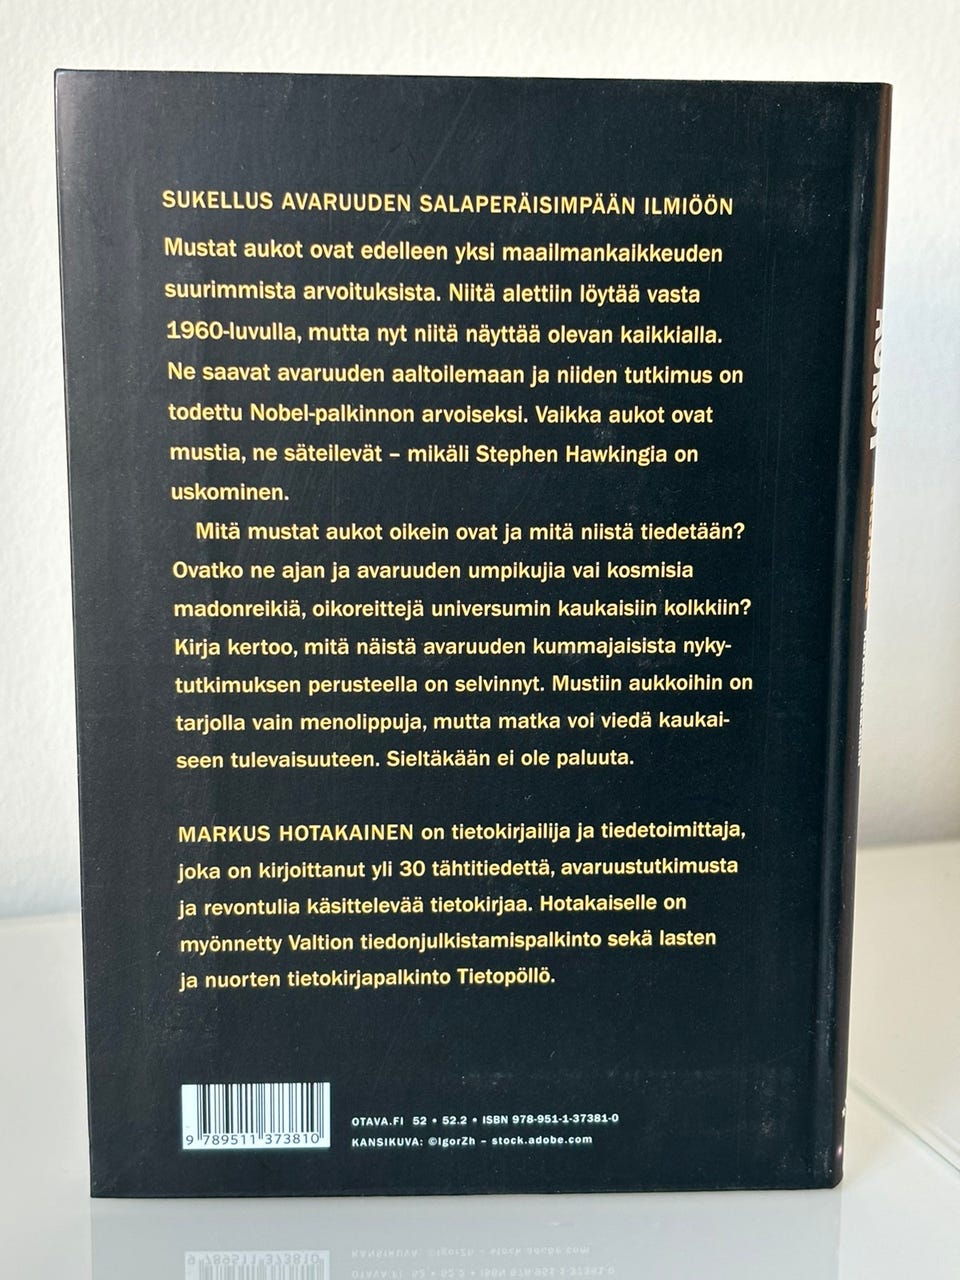 SUKELLUS AVARUUDEN SALAPERÄISIMPÄÄN ILMIÖÖN
Mustat aukot ovat edelleen yksi maailmankaikkeuden
suurimmista arvoituksista. Niitä alettiin löytää vasta
1960-luvulla, mutta nyt niitä näyttää olevan kaikkialla.
Ne saavat avaruuden aaltoilemaan ja niiden tutkimus on
todettu Nobel-palkinnon arvoiseksi. Vaikka aukot ovat
mustia, ne säteilevät – mikäli Stephen Hawkingia on
uskominen.
Mitä mustat aukot oikein ovat ja mitä niistä tiedetään?
Ovatko ne ajan ja avaruuden umpikujia vai kosmisia
madonreikiä, oikoreittejä universumin kaukaisiin kolkkiin?
Kirja kertoo, mitä näistä avaruuden kummajaisista nyky-
tutkimuksen perusteella on selvinnyt. Mustiin aukkoihin on
tarjolla vain menolippuja, mutta matka voi viedä kaukai-
seen tulevaisuuteen. Sieltäkään ei ole paluuta.
MARKUS HOTAKAINEN on tietokirjailija ja tiedetoimittaja,
joka on kirjoittanut yli 30 tähtitiedettä, avaruustutkimusta
ja revontulia käsittelevää tietokirjaa. Hotakaiselle on
myönnetty Valtion tiedonjulkistamispalkinto sekä lasten
ja nuorten tietokirjapalkinto Tietopöllö.
9 789511 373810
OTAVA.FI 52 • 52.2 • ISBN 978-951-1-37381-0
KANSIKUVA: ©IgorZh – stock.adobe.com